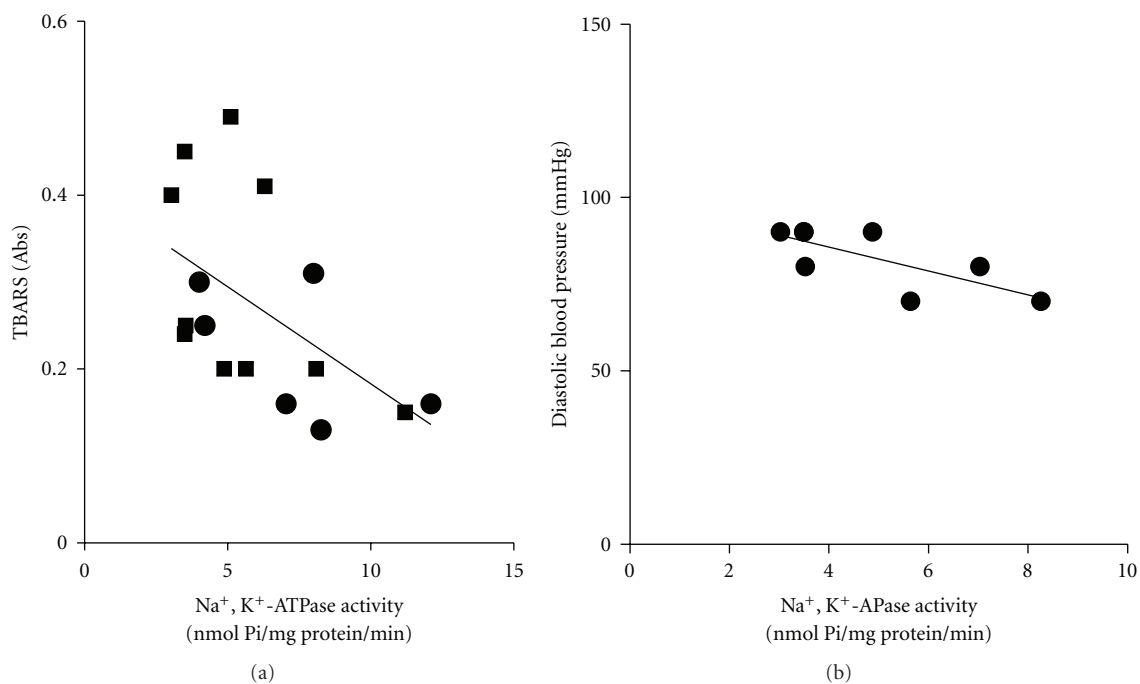 0.6
0.4
0.2
0
TBARS (Abs)
0
5
10
15
Na⁺, K⁺-ATPase activity
(nmol Pi/mg protein/min)
(a)
150
100
50
0
Diastolic blood pressure (mmHg)
0
2
4
6
8
10
Na⁺, K⁺-APase activity
(nmol Pi/mg protein/min)
(b)